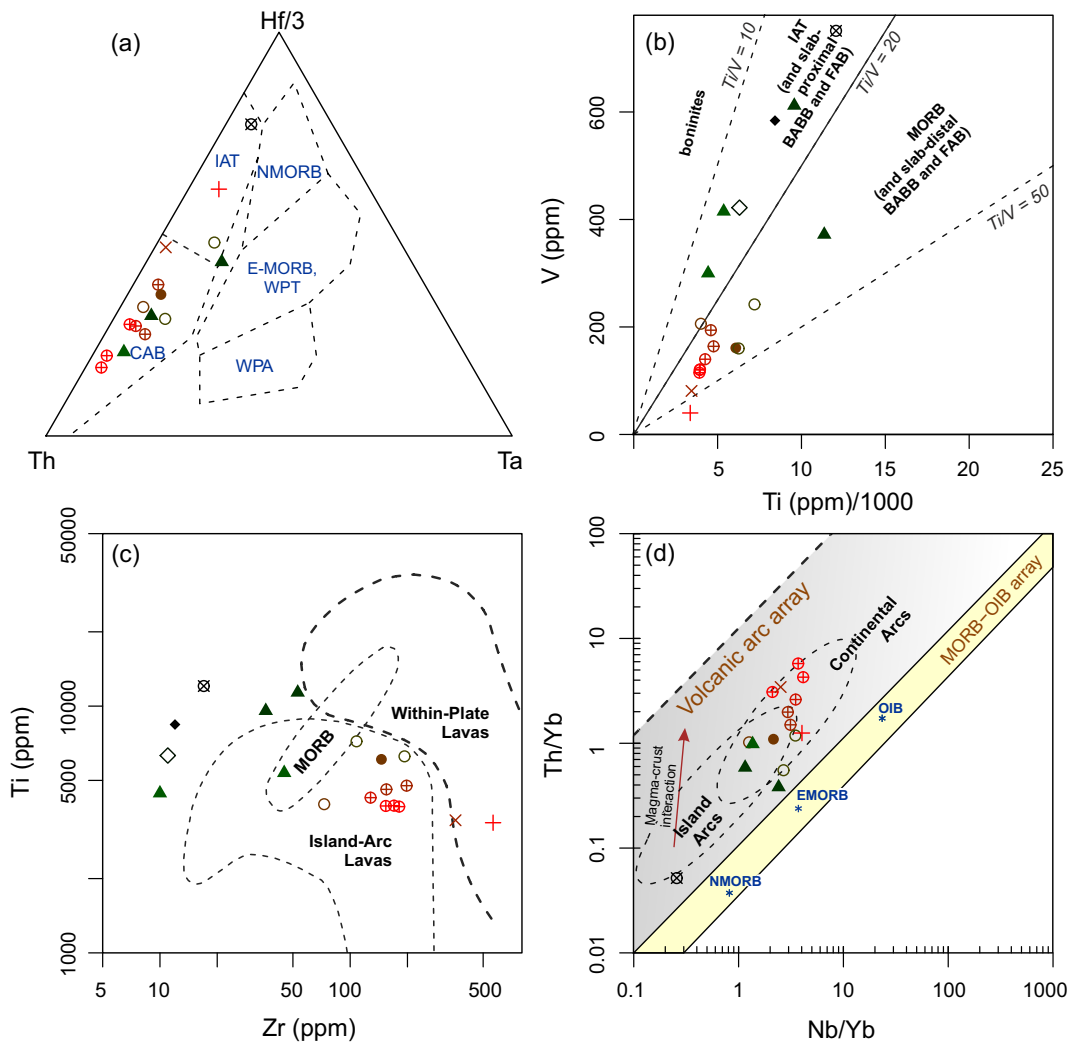 (a)
Hf/3
IAT
NMORB
E-MORB,
WPT
CAB
WPA
Th
Ta
(b)
V (ppm)
600
400
200
0
boninites
Ti/V = 10
IAT
(and slab-
proximal
BABB and FAB)
Ti/V = 20
MORB
(and slab-distal
BABB and FAB)
Ti/V = 50
5
10
15
20
25
Ti (ppm)/1000
(c)
Ti (ppm)
50000
10000
5000
1000
Within-Plate
Lavas
MORB
Island-Arc
Lavas
5
10
50
100
500
Zr (ppm)
(d)
Th/Yb
100
10
1
0.1
0.01
Volcanic arc array
Continental
Arcs
MORB-OIB array
Magma-crust
interaction
Island
Arcs
OIB
EMORB
NMORB
0.1
1
10
100
1000
Nb/Yb